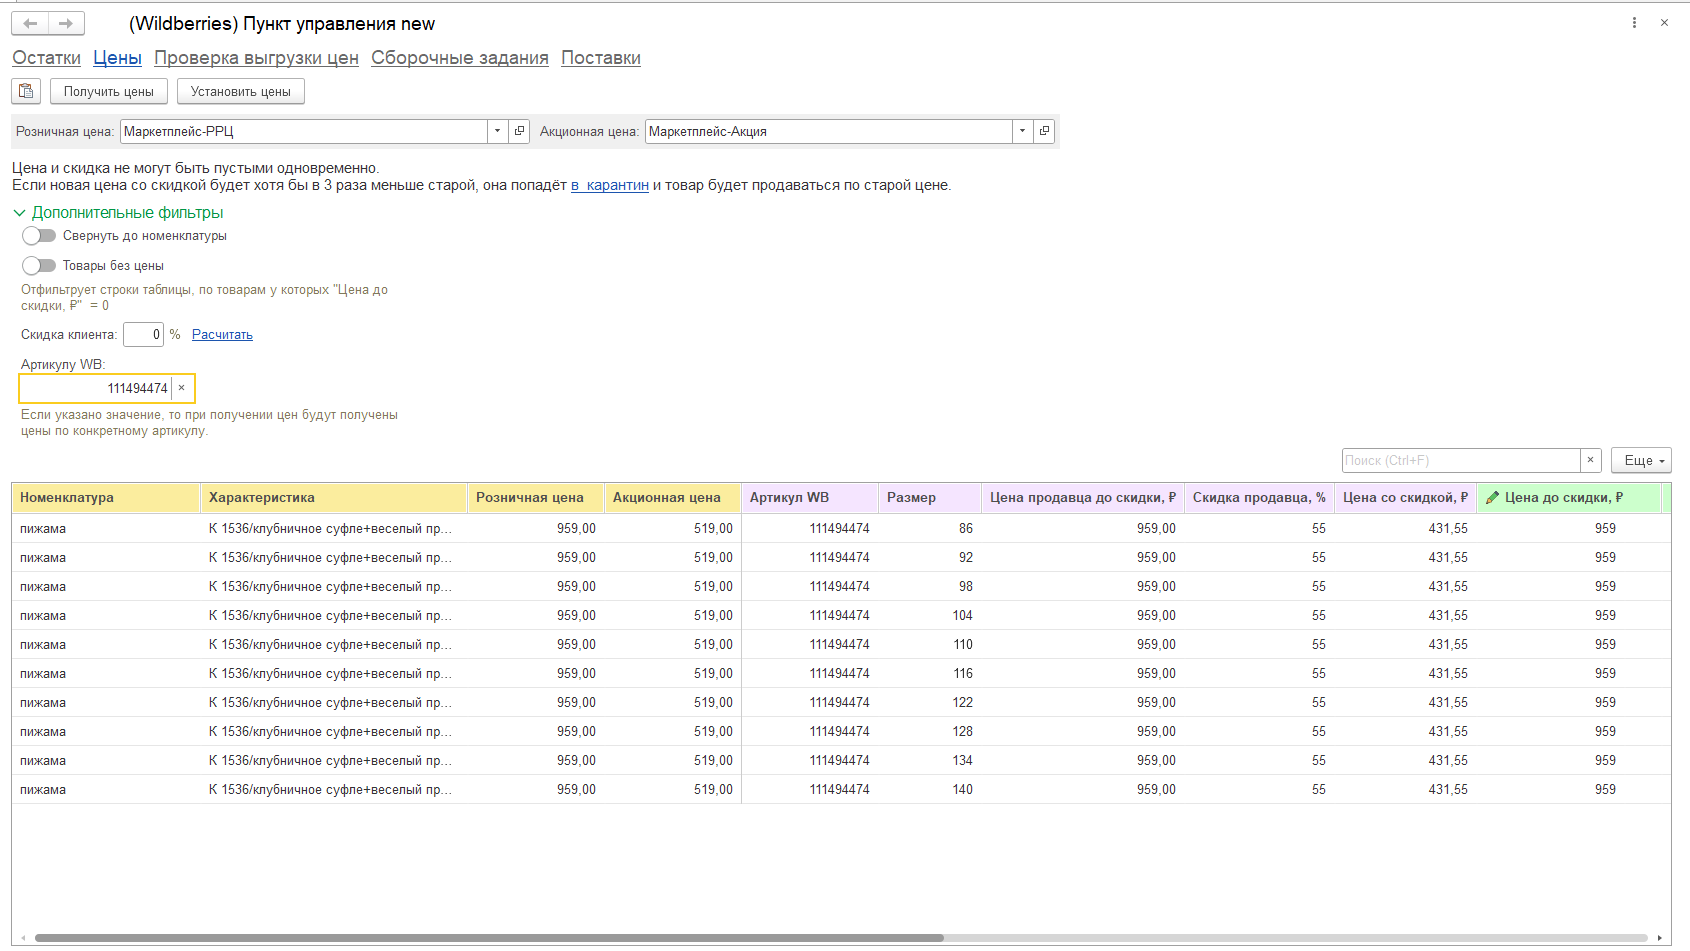 (Wildberries) Пункт управления new
Остатки Цены Проверка выгрузки цен Сборочные задания Поставки
Получить цены Установить цены
Розничная цена: Маркетплейс-РРЦ Акционная цена: Маркетплейс-Акция
Цена и скидка не могут быть пустыми одновременно.
Если новая цена со скидкой будет хотя бы в 3 раза меньше старой, она попадёт в карантин и товар будет продаваться по старой цене.
Дополнительные фильтры
Свернуть до номенклатуры
Товары без цены
Отфильтрует строки таблицы, по товарам у которых "Цена до
скидки, ₽" = 0
Скидка клиента: 0 % Расчитать
Артикулу WB:
111494474 ×
Если указано значение, то при получении цен будут получены
цены по конкретному артикулу.
Поиск (Ctrl+F) × Еще
Номенклатура Характеристика Розничная цена Акционная цена Артикул WB Размер Цена продавца до скидки, ₽ Скидка продавца, % Цена со скидкой, ₽ Цена до скидки, ₽
пижама К 1536/клубничное суфле+веселый пр... 959,00 519,00 111494474 86 959,00 55 431,55 959
пижама К 1536/клубничное суфле+веселый пр... 959,00 519,00 111494474 92 959,00 55 431,55 959
пижама К 1536/клубничное суфле+веселый пр... 959,00 519,00 111494474 98 959,00 55 431,55 959
пижама К 1536/клубничное суфле+веселый пр... 959,00 519,00 111494474 104 959,00 55 431,55 959
пижама К 1536/клубничное суфле+веселый пр... 959,00 519,00 111494474 110 959,00 55 431,55 959
пижама К 1536/клубничное суфле+веселый пр... 959,00 519,00 111494474 116 959,00 55 431,55 959
пижама К 1536/клубничное суфле+веселый пр... 959,00 519,00 111494474 122 959,00 55 431,55 959
пижама К 1536/клубничное суфле+веселый пр... 959,00 519,00 111494474 128 959,00 55 431,55 959
пижама К 1536/клубничное суфле+веселый пр... 959,00 519,00 111494474 134 959,00 55 431,55 959
пижама К 1536/клубничное суфле+веселый пр... 959,00 519,00 111494474 140 959,00 55 431,55 959